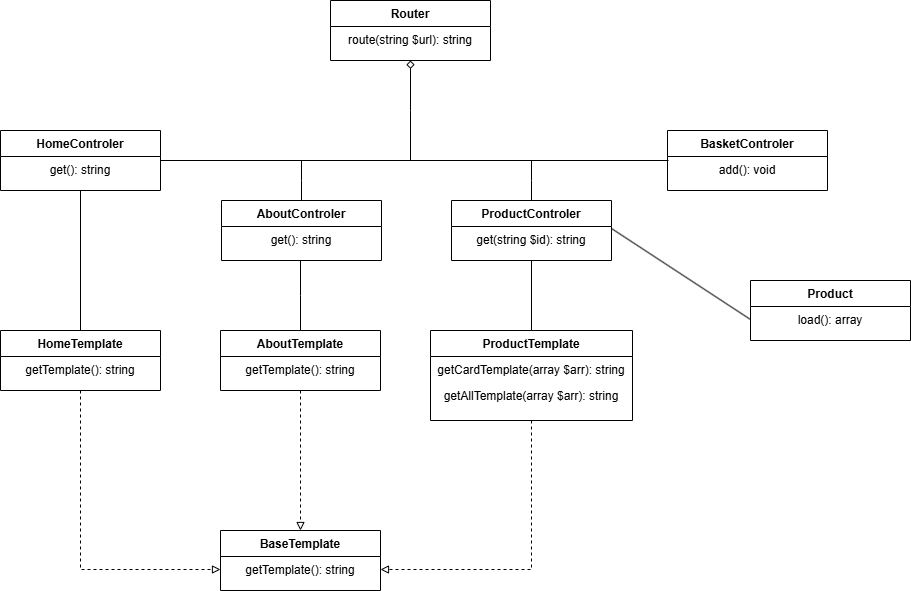 Router
route(string $url): string
HomeControler
get(): string
BasketControler
add(): void
AboutControler
get(): string
ProductControler
get(string $id): string
Product
load(): array
HomeTemplate
getTemplate(): string
AboutTemplate
getTemplate(): string
ProductTemplate
getCardTemplate(array $arr): string
getAllTemplate(array $arr): string
BaseTemplate
getTemplate(): string